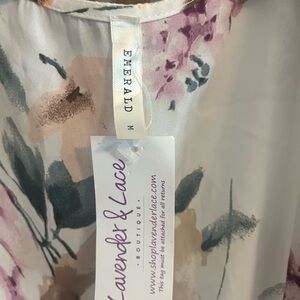 EMERALD M
Lavender & Lace
· BOUTIQUE ·
www.shoplavenderlace.com
This tag must be attached for all returns